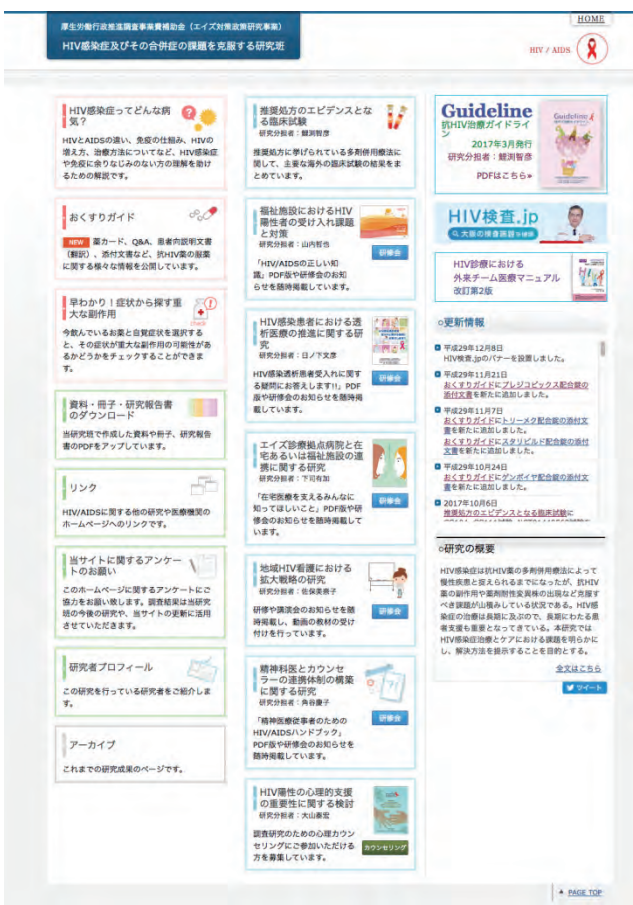 厚生労働行政推進調査事業費補助金（エイズ対策政策研究事業）
HIV感染症及びその合併症の課題を克服する研究班
HOME
HIV / AIDS
HIV感染症ってどんな病
気？
HIVとAIDSの違い、免疫の仕組み、HIVの
増え方、治療方法についてなど、HIV感染症
や免疫に余りなじみのない方の理解を助け
るための解説です。
おくすりガイド
NEW 薬カード、Q&A、患者向説明文書
（翻訳）、添付文書など、抗HIV薬の服薬
に関する様々な情報を公開しています。
早わかり！症状から探す重
大な副作用
check
今飲んでいるお薬と自覚症状を選択する
と、その症状が重大な副作用の可能性があ
るかどうかをチェックすることができま
す。
資料・冊子・研究報告書
のダウンロード
当研究班で作成した資料や冊子、研究報告
書のPDFをアップしています。
リンク
HIV/AIDSに関する他の研究や医療機関の
ホームページへのリンクです。
当サイトに関するアンケー
トのお願い
このホームページに関するアンケートにご
協力をお願い致します。調査結果は当研究
班の今後の研究や、当サイトの更新に活用
させていただきます。
研究者プロフィール
この研究を行っている研究者をご紹介しま
す。
アーカイブ
これまでの研究成果のページです。
推奨処方のエビデンスとな
る臨床試験
研究分担者：鯉渕智彦
推奨処方に挙げられている多剤併用療法に
関して、主要な海外の臨床試験の結果をま
とめています。
福祉施設におけるHIV
陽性者の受け入れ課題
と対策
研究分担者：山内哲也
研修会
「HIV/AIDSの正しい知
識」PDF版や研修会のお知
らせを随時掲載しています。
HIV感染患者における透
析医療の推進に関する研
究
研究分担者：日ノ下文彦
研修会
HIV感染透析患者受入れに関す
る疑問にお答えします!!」PDF
版や研修会のお知らせを随時掲
載しています。
エイズ診療拠点病院と在
宅あるいは福祉施設の連
携に関する研究
研究分担者：下司有加
研修会
「在宅医療を支えるみんなに
知ってほしいこと」PDF版や研
修会のお知らせを随時掲載して
います。
地域HIV看護における
拡大戦略の研究
研究分担者：佐保美奈子
研修会
研修や講演会のお知らせを随
時掲載し、動画の教材の受け
付けを行っています。
精神科医とカウンセ
ラーの連携体制の構築
に関する研究
研究分担者：角谷慶子
研修会
「精神医療従事者のための
HIV/AIDSハンドブック」
PDF版や研修会のお知らせを
随時掲載しています。
HIV陽性の心理的支援
の重要性に関する検討
研究分担者：大山泰宏
カウンセリング
調査研究のための心理カウン
セリングにご参加いただける
方を募集しています。
Guideline
抗HIV治療ガイドライ
ン
2017年3月発行
研究分担者：鯉渕智彦
PDFはこちら»
Guideline
HIV検査.jp
大阪の検査施設を検索
HIV診療における
外来チーム医療マニュアル
改訂第2版
更新情報
平成29年12月8日
HIV検査.jpのバナーを設置しました。
平成29年11月21日
おくすりガイドにプレジコビックス配合錠の
添付文書を新たに追加しました。
平成29年11月7日
おくすりガイドにトリーメク配合錠の添付文
書を新たに追加しました。
おくすりガイドにスタリビルド配合錠の添付
文書を新たに追加しました。
平成29年10月24日
おくすりガイドにゲンボイヤ配合錠の添付文
書を新たに追加しました。
2017年10月6日
推奨処方のエビデンスとなる臨床試験に
研究の概要
HIV感染症は抗HIV薬の多剤併用療法によって
慢性疾患と捉えられるまでになったが、抗HIV
薬の副作用や薬剤耐性変異株の出現など克服す
べき課題が山積みしている状況である。HIV感
染症の治療は長期に及ぶので、長期にわたる患
者支援も重要となってきている。本研究では
HIV感染症治療とケアにおける課題を明らかに
し、解決方法を提示することを目的とする。
全文はこちら
ツイート
PAGE TOP